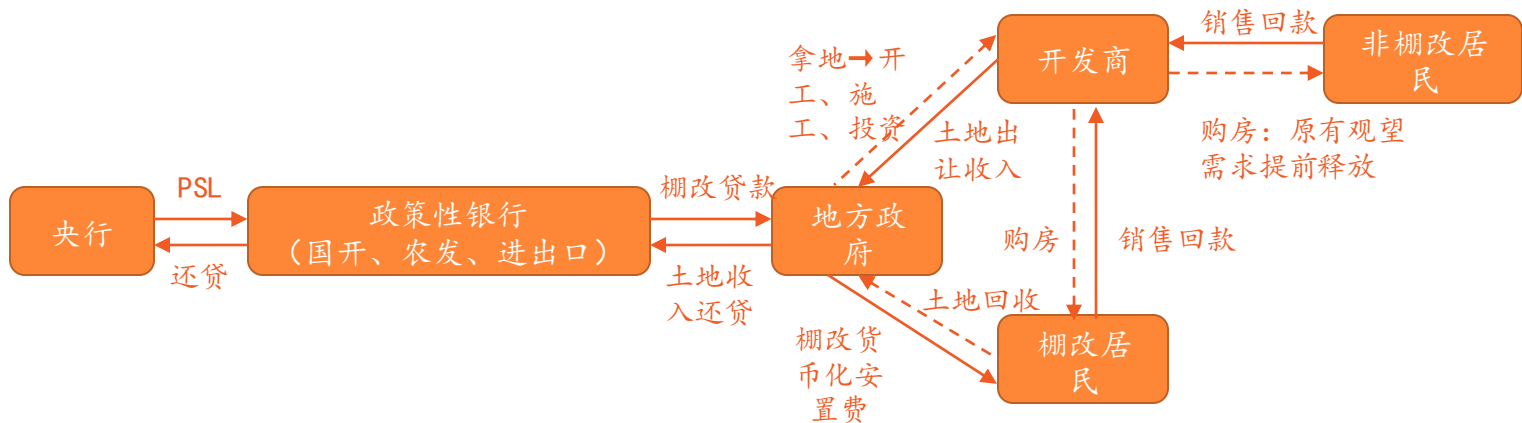 销售回款
开发商
非棚改居
民
拿地➞开
工、施
工、投资
土地出
让收入
购房：原有观望
需求提前释放
PSL
棚改贷款
央行
政策性银行
（国开、农发、进出口）
地方政
府
购房
销售回款
还贷
土地收
入还贷
土地回收
棚改货
币化安
置费
棚改居
民